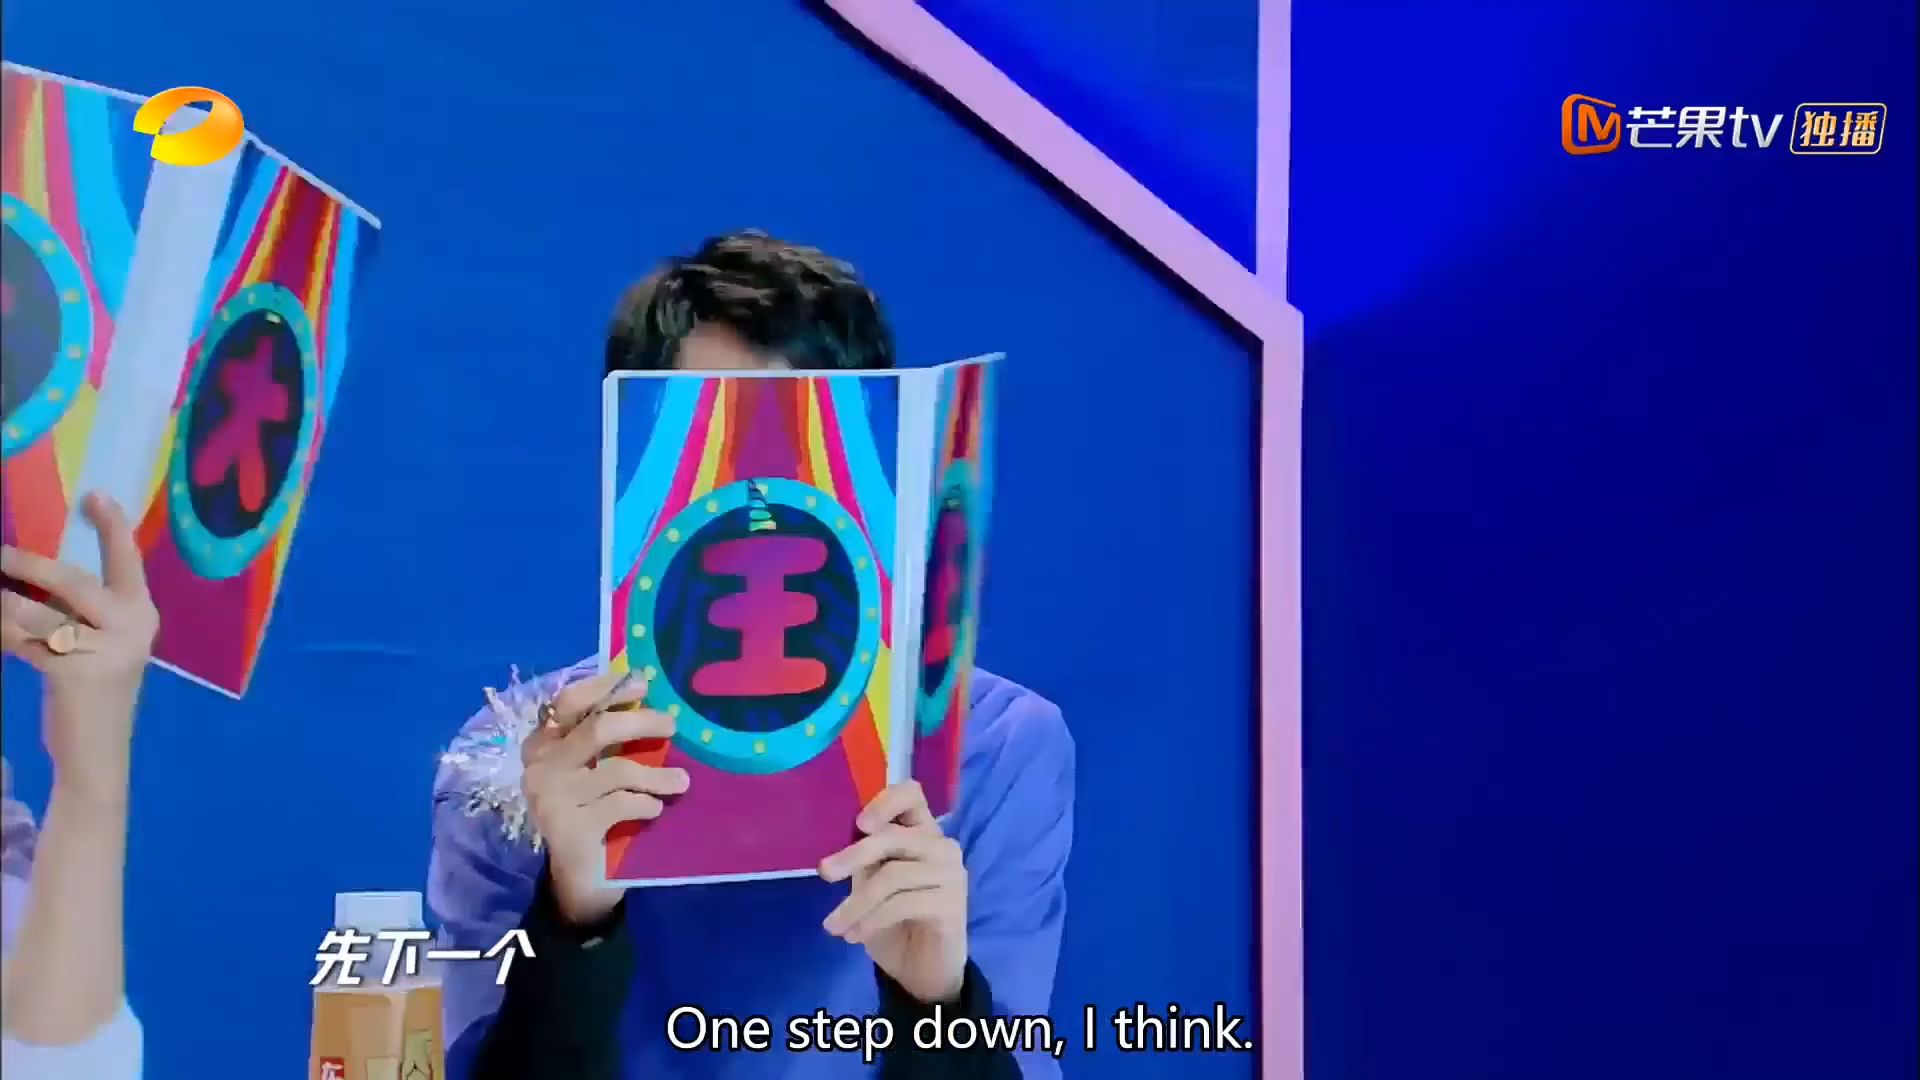 芒果tv 独播
大
王
先下一个
One step down, I think.